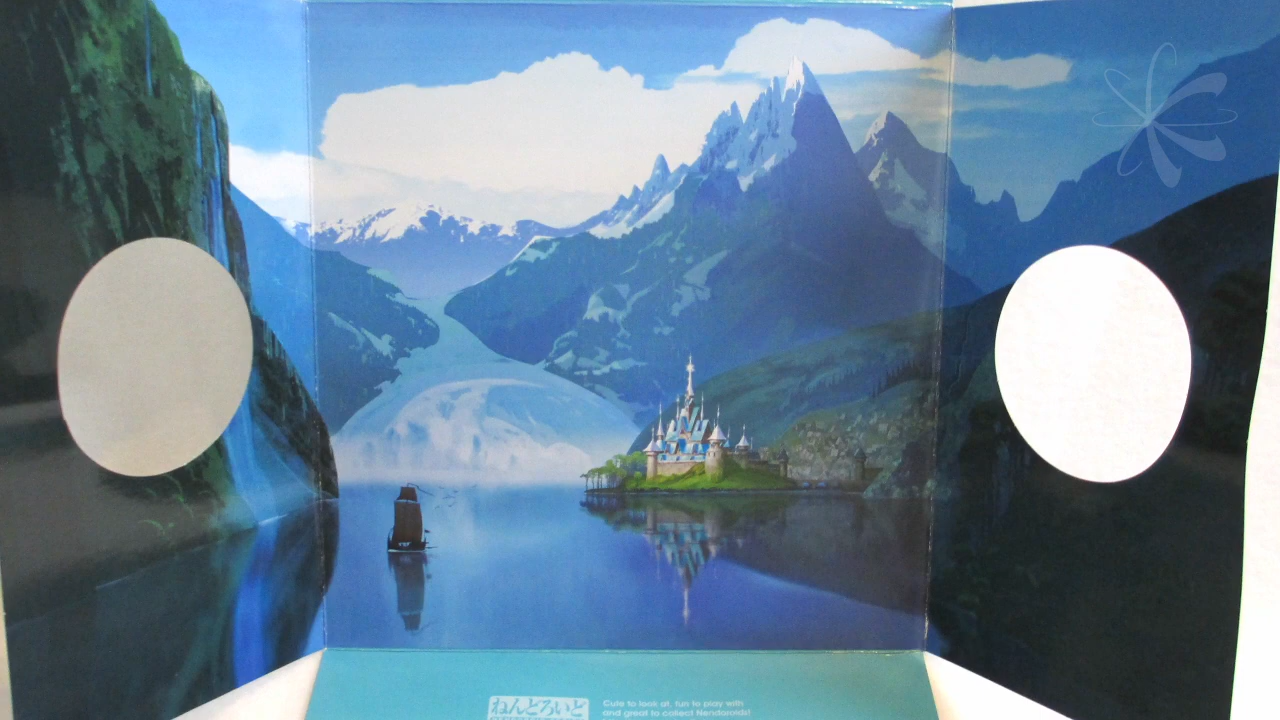 ねんどろいど
Cute to look at, fun to play with
and great to collect Nendoroids!